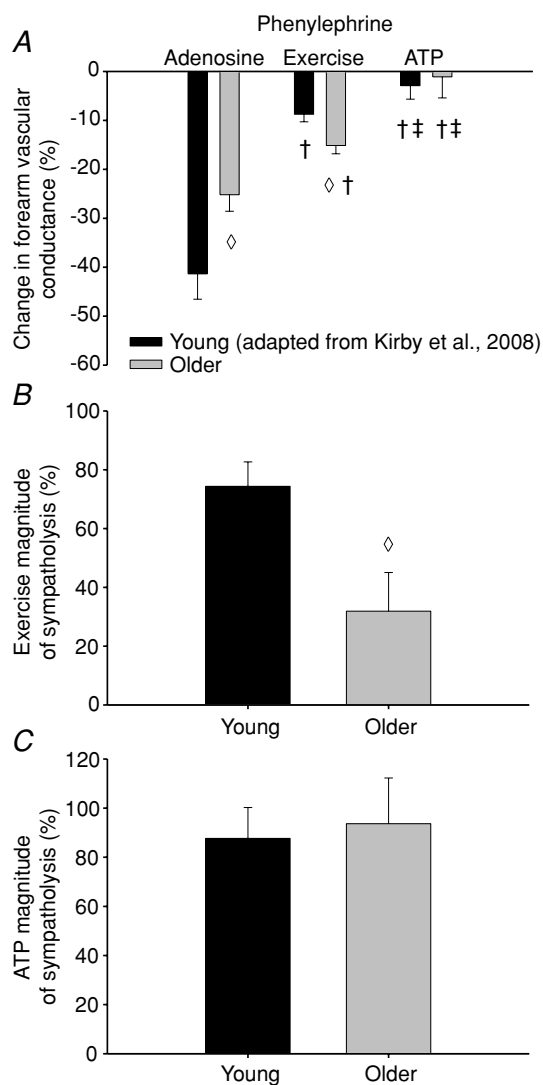 A
Phenylephrine
Adenosine Exercise ATP
0
-10
-20
-30
-40
-50
-60
Change in forearm vascular
conductance (%)
† ◊ † †‡ †‡
◊
Young (adapted from Kirby et al., 2008)
Older
B
100
80
60
40
20
0
Exercise magnitude
of sympatholysis (%)
◊
Young Older
C
120
100
80
60
40
20
0
ATP magnitude
of sympatholysis (%)
Young Older